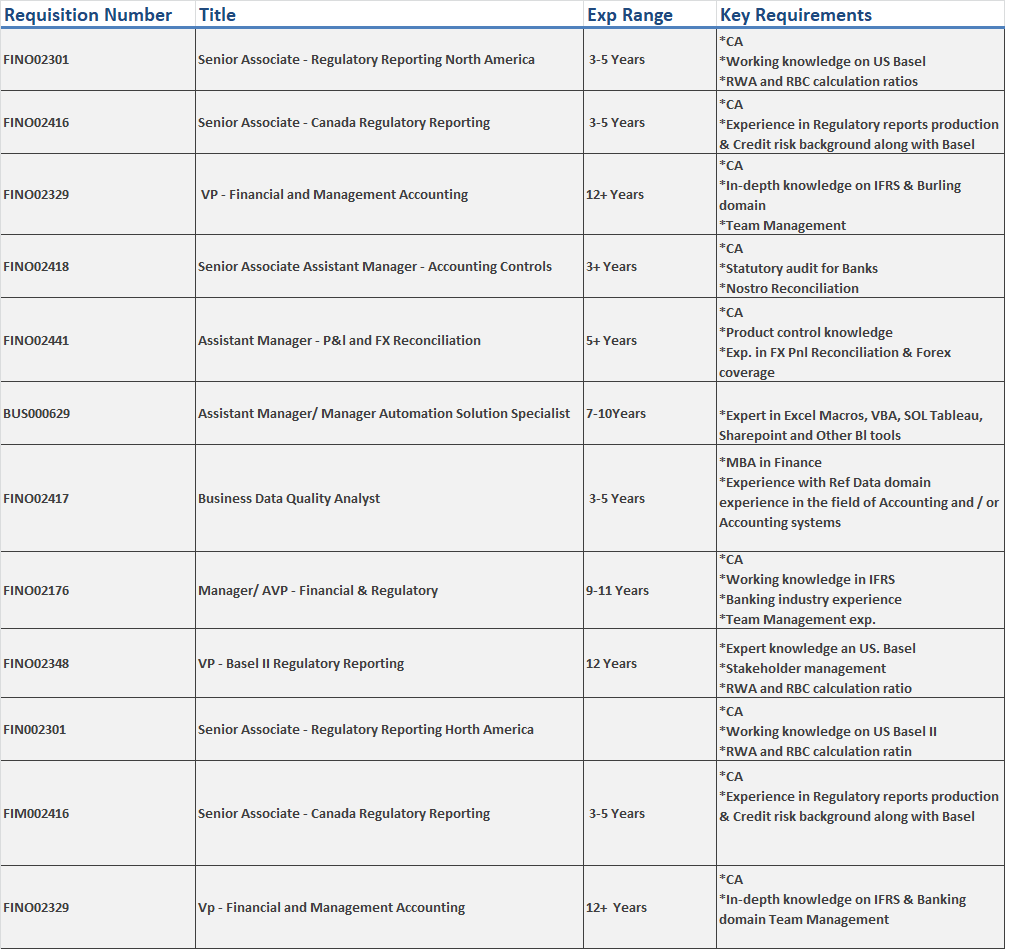 Requisition Number Title Exp Range Key Requirements
FINO02301 Senior Associate - Regulatory Reporting North America 3-5 Years *CA
*Working knowledge on US Basel
*RWA and RBC calculation ratios
FINO02416 Senior Associate - Canada Regulatory Reporting 3-5 Years *CA
*Experience in Regulatory reports production
& Credit risk background along with Basel
FINO02329 VP - Financial and Management Accounting 12+ Years *CA
*In-depth knowledge on IFRS & Burling
domain
*Team Management
FINO02418 Senior Associate Assistant Manager - Accounting Controls 3+ Years *CA
*Statutory audit for Banks
*Nostro Reconciliation
FINO02441 Assistant Manager - P&l and FX Reconciliation 5+ Years *CA
*Product control knowledge
*Exp. in FX Pnl Reconciliation & Forex
coverage
BUS000629 Assistant Manager/ Manager Automation Solution Specialist 7-10Years *Expert in Excel Macros, VBA, SOL Tableau,
Sharepoint and Other Bl tools
FINO02417 Business Data Quality Analyst 3-5 Years *MBA in Finance
*Experience with Ref Data domain
experience in the field of Accounting and / or
Accounting systems
FINO02176 Manager/ AVP - Financial & Regulatory 9-11 Years *CA
*Working knowledge in IFRS
*Banking industry experience
*Team Management exp.
FINO02348 VP - Basel II Regulatory Reporting 12 Years *Expert knowledge an US. Basel
*Stakeholder management
*RWA and RBC calculation ratio
FIN002301 Senior Associate - Regulatory Reporting Horth America *CA
*Working knowledge on US Basel II
*RWA and RBC calculation ratin
FIM002416 Senior Associate - Canada Regulatory Reporting 3-5 Years *CA
*Experience in Regulatory reports production
& Credit risk background along with Basel
FINO02329 Vp - Financial and Management Accounting 12+ Years *CA
*In-depth knowledge on IFRS & Banking
domain Team Management